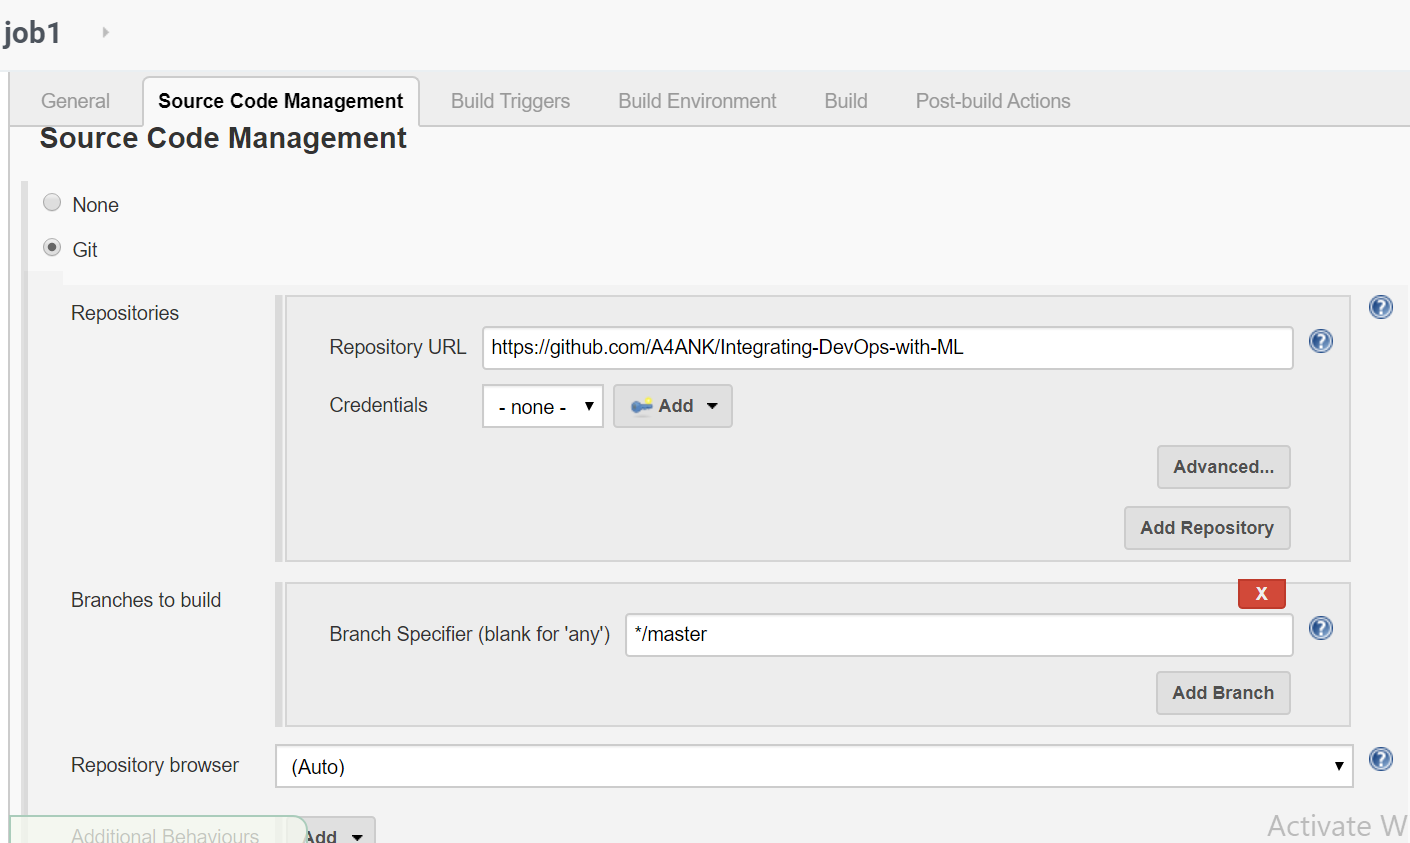 job1
General Source Code Management Build Triggers Build Environment Build Post-build Actions
Source Code Management
None
Git
Repositories
?
Repository URL https://github.com/A4ANK/Integrating-DevOps-with-ML ?
Credentials - none - Add
Advanced...
Add Repository
Branches to build
X
Branch Specifier (blank for 'any') */master ?
Add Branch
Repository browser (Auto) ?
Additional Behaviours Add
Activate W